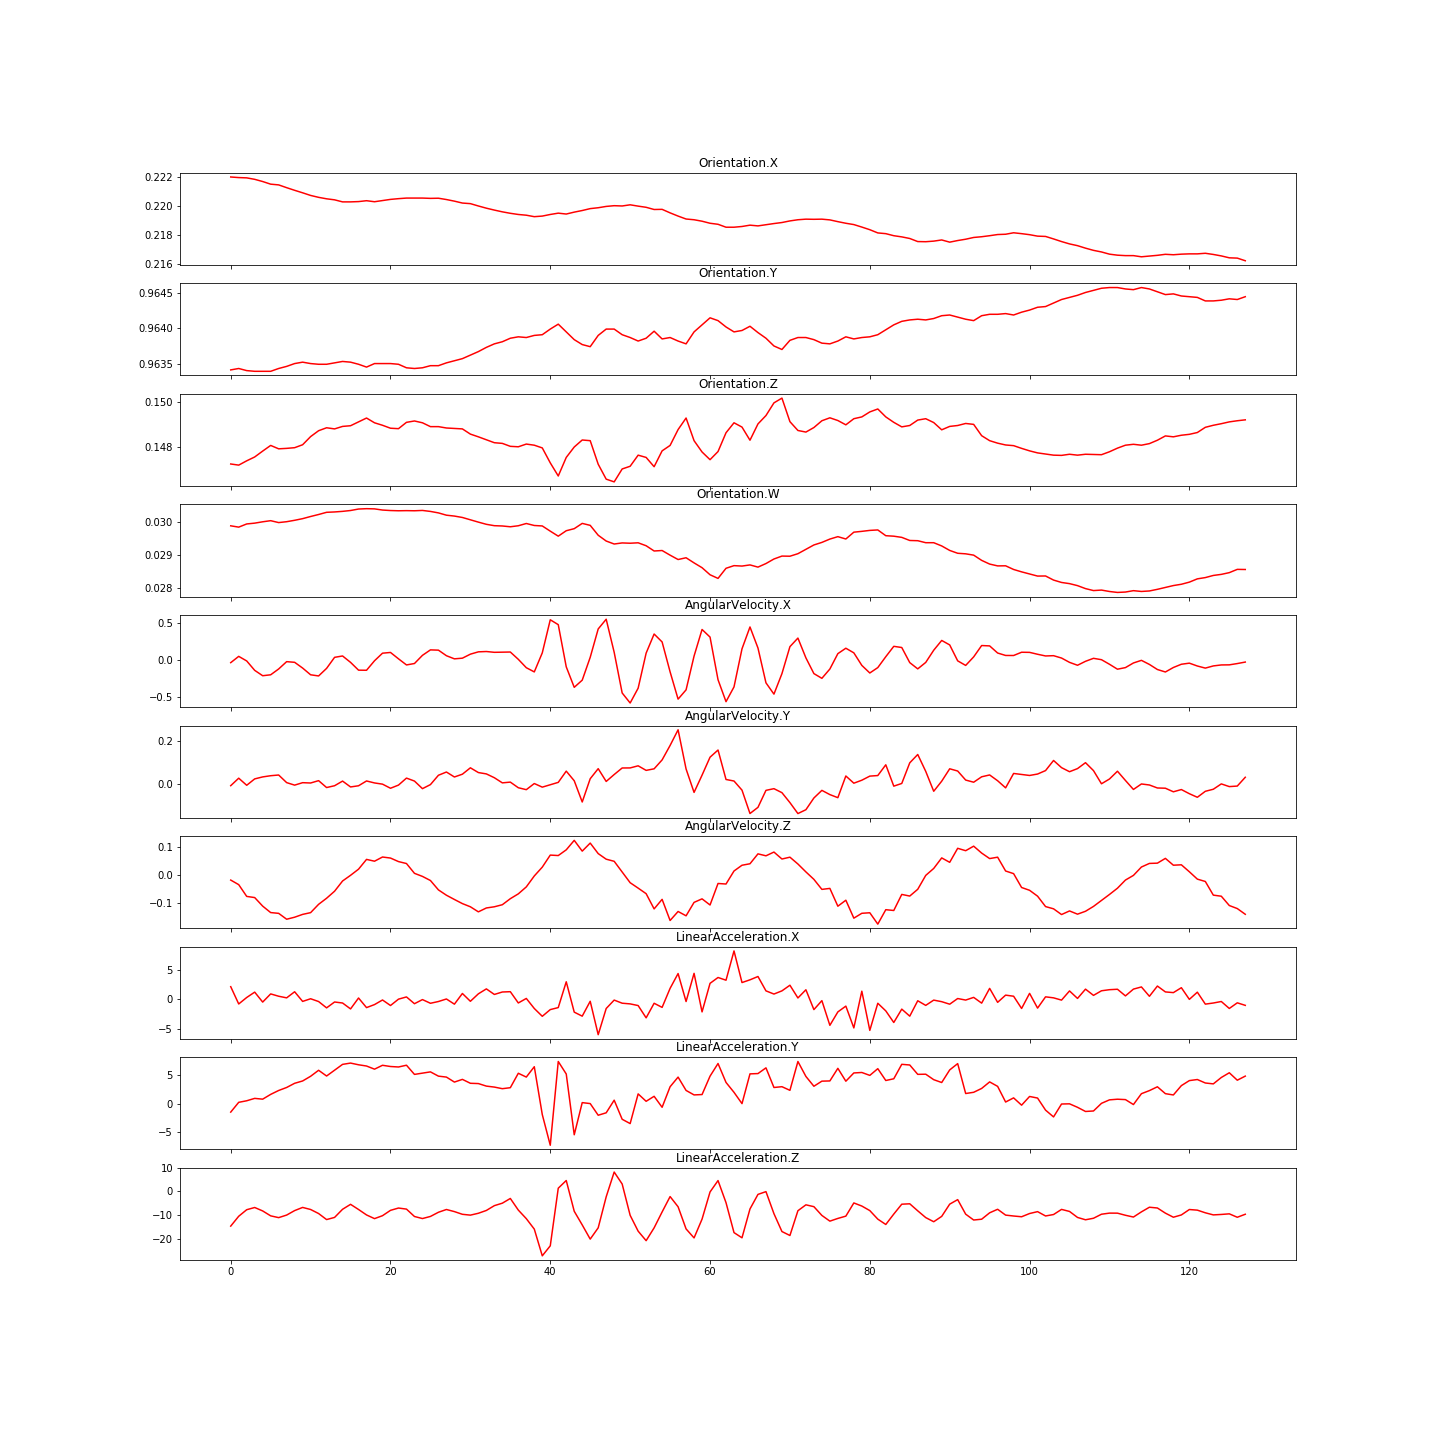 Orientation.X
0.222
0.220
0.218
0.216
Orientation.Y
0.9645
0.9640
0.9635
Orientation.Z
0.150
0.148
Orientation.W
0.030
0.029
0.028
AngularVelocity.X
0.5
0.0
−0.5
AngularVelocity.Y
0.2
0.0
AngularVelocity.Z
0.1
0.0
−0.1
LinearAcceleration.X
5
0
−5
LinearAcceleration.Y
5
0
−5
LinearAcceleration.Z
10
0
−10
−20
0 20 40 60 80 100 120